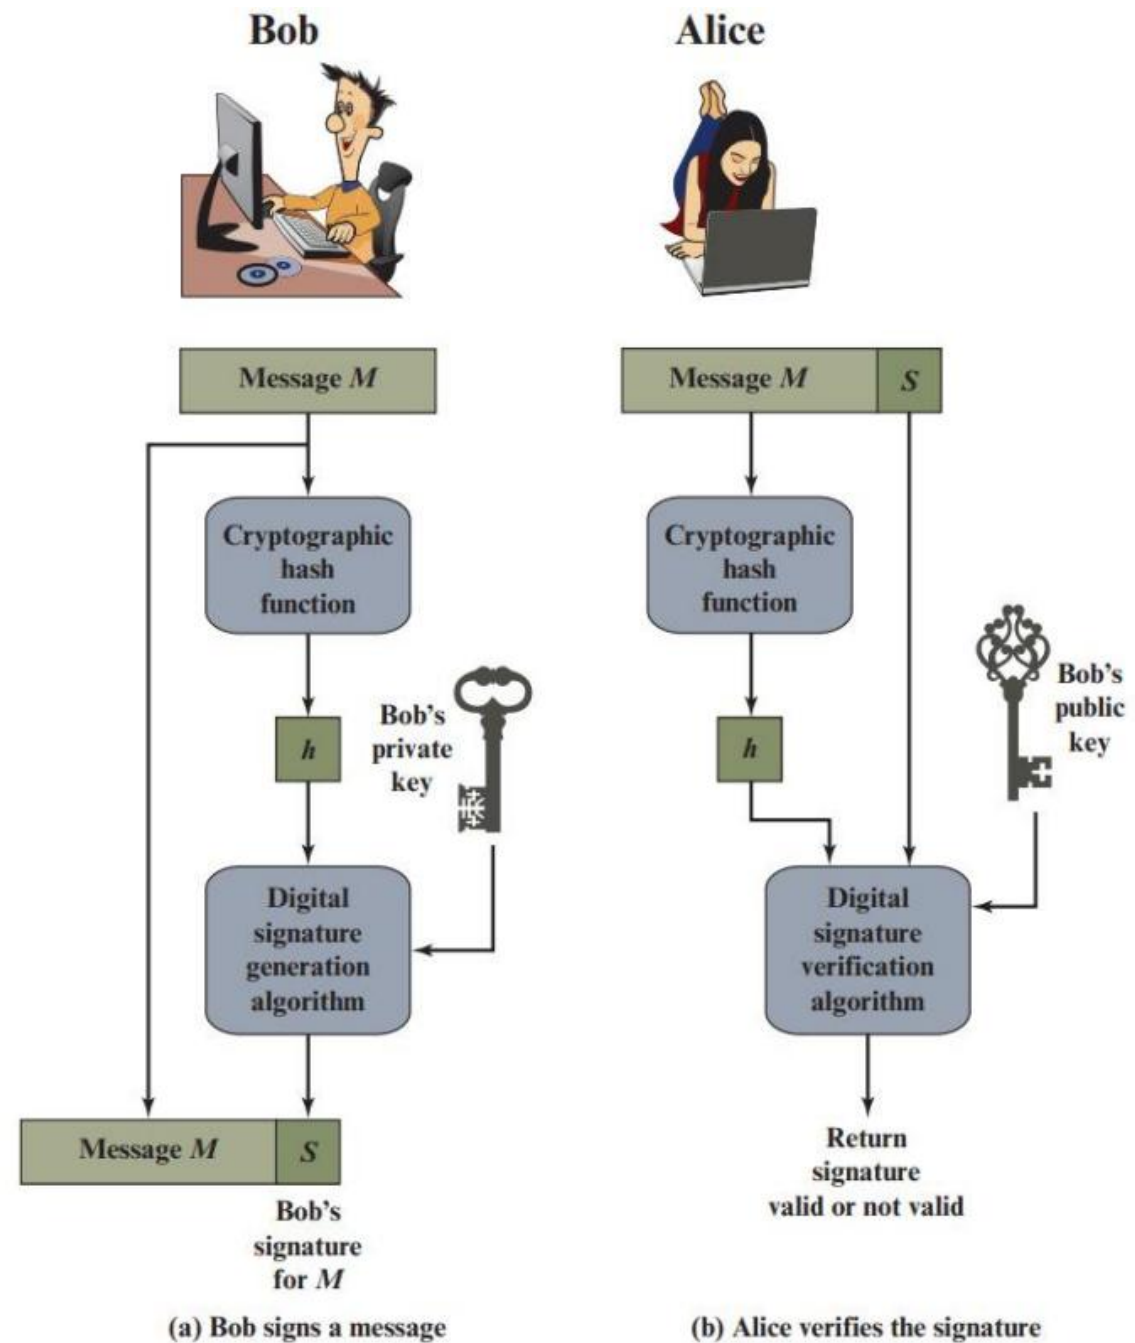 Bob
Message M
Cryptographic
hash
function
h
Bob's
private
key
Digital
signature
generation
algorithm
Message M
S
Bob's
signature
for M
(a) Bob signs a message
Alice
Message M
S
Cryptographic
hash
function
h
Bob's
public
key
Digital
signature
verification
algorithm
Return
signature
valid or not valid
(b) Alice verifies the signature